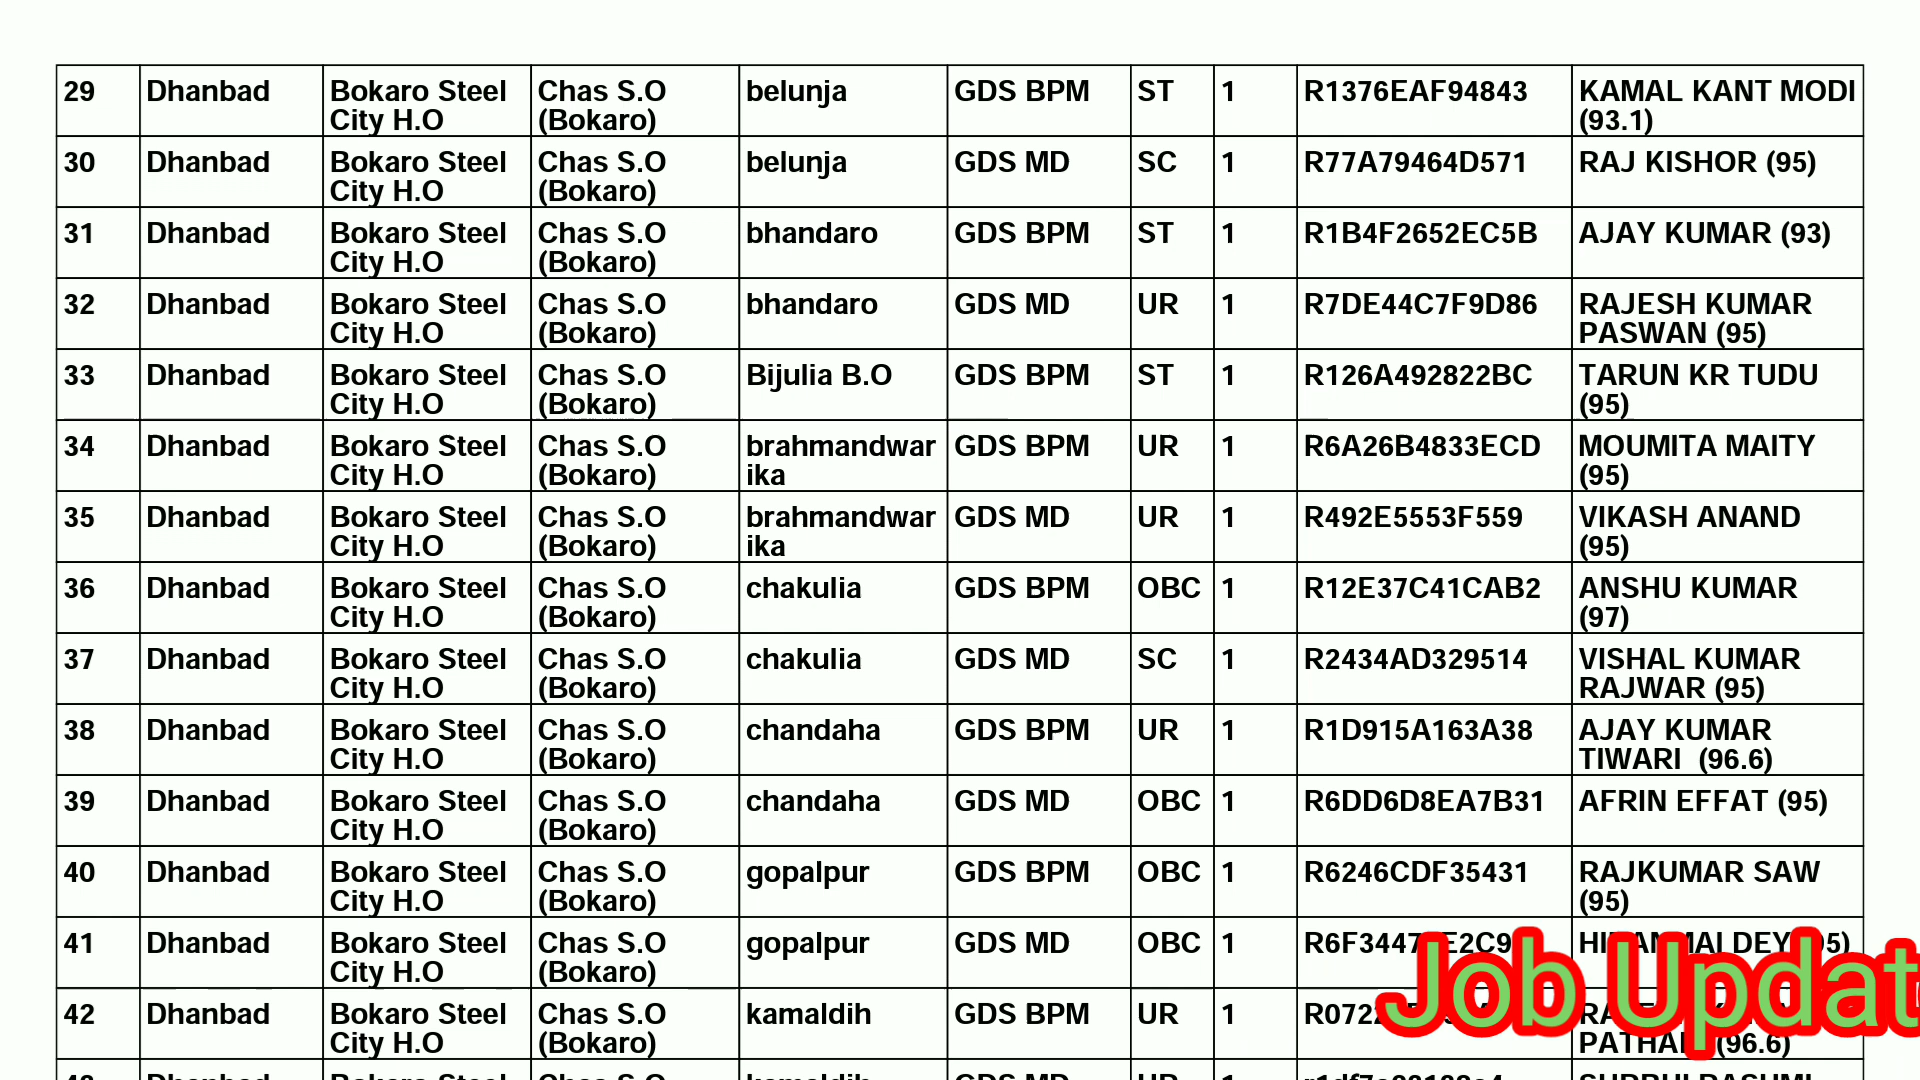 29 Dhanbad Bokaro Steel Chas S.O belunja GDS BPM ST 1 R1376EAF94843 KAMAL KANT MODI
City H.O (Bokaro) (93.1)
30 Dhanbad Bokaro Steel Chas S.O belunja GDS MD SC 1 R77A79464D571 RAJ KISHOR (95)
City H.O (Bokaro)
31 Dhanbad Bokaro Steel Chas S.O bhandaro GDS BPM ST 1 R1B4F2652EC5B AJAY KUMAR (93)
City H.O (Bokaro)
32 Dhanbad Bokaro Steel Chas S.O bhandaro GDS MD UR 1 R7DE44C7F9D86 RAJESH KUMAR
City H.O (Bokaro) PASWAN (95)
33 Dhanbad Bokaro Steel Chas S.O Bijulia B.O GDS BPM ST 1 R126A492822BC TARUN KR TUDU
City H.O (Bokaro) (95)
34 Dhanbad Bokaro Steel Chas S.O brahmandwar GDS BPM UR 1 R6A26B4833ECD MOUMITA MAITY
City H.O (Bokaro) ika (95)
35 Dhanbad Bokaro Steel Chas S.O brahmandwar GDS MD UR 1 R492E5553F559 VIKASH ANAND
City H.O (Bokaro) ika (95)
36 Dhanbad Bokaro Steel Chas S.O chakulia GDS BPM OBC 1 R12E37C41CAB2 ANSHU KUMAR
City H.O (Bokaro) (97)
37 Dhanbad Bokaro Steel Chas S.O chakulia GDS MD SC 1 R2434AD329514 VISHAL KUMAR
City H.O (Bokaro) RAJWAR (95)
38 Dhanbad Bokaro Steel Chas S.O chandaha GDS BPM UR 1 R1D915A163A38 AJAY KUMAR
City H.O (Bokaro) TIWARI (96.6)
39 Dhanbad Bokaro Steel Chas S.O chandaha GDS MD OBC 1 R6DD6D8EA7B31 AFRIN EFFAT (95)
City H.O (Bokaro)
40 Dhanbad Bokaro Steel Chas S.O gopalpur GDS BPM OBC 1 R6246CDF35431 RAJKUMAR SAW
City H.O (Bokaro) (95)
41 Dhanbad Bokaro Steel Chas S.O gopalpur GDS MD OBC 1
City H.O (Bokaro)
42 Dhanbad Bokaro Steel Chas S.O kamaldih GDS BPM UR 1
City H.O (Bokaro) (96.6)
Job Updat